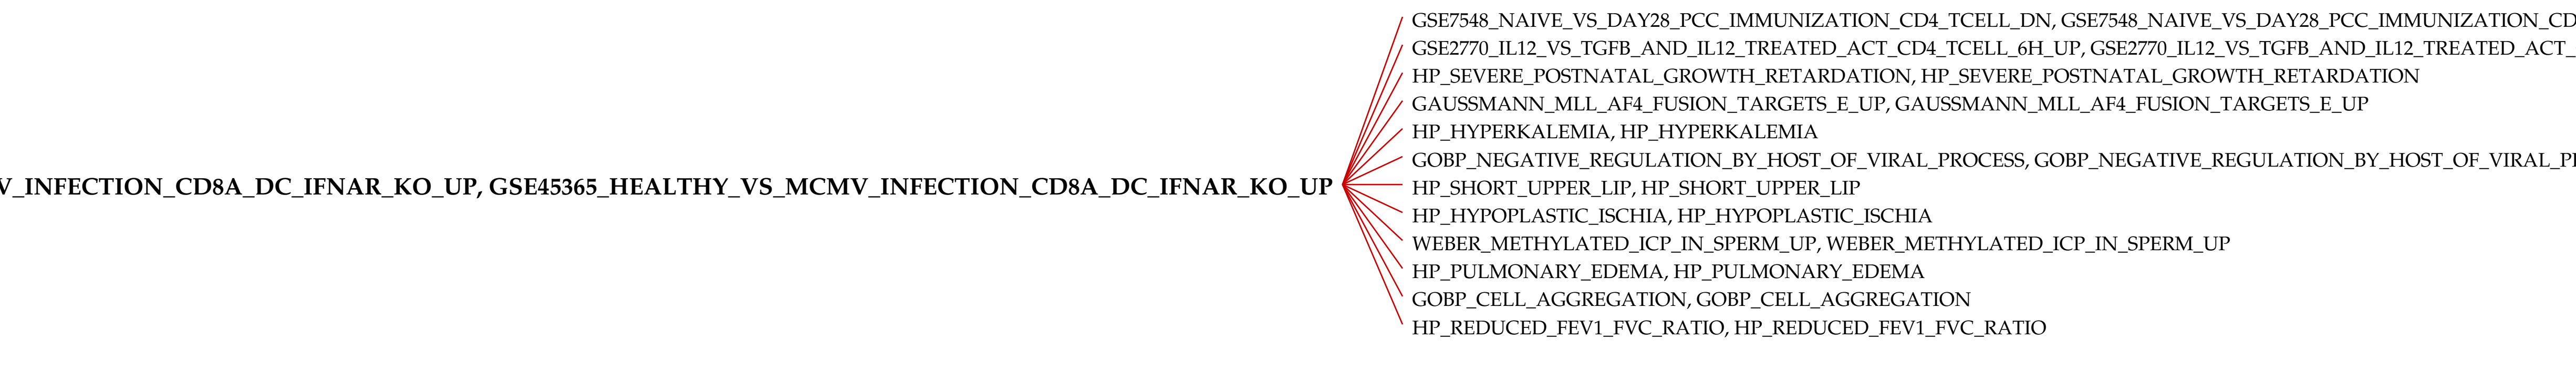 GSE7548_NAIVE_VS_DAY28_PCC_IMMUNIZATION_CD4_TCELL_DN, GSE7548_NAIVE_VS_DAY28_PCC_IMMUNIZATION_CD
GSE2770_IL12_VS_TGFB_AND_IL12_TREATED_ACT_CD4_TCELL_6H_UP, GSE2770_IL12_VS_TGFB_AND_IL12_TREATED_ACT_
HP_SEVERE_POSTNATAL_GROWTH_RETARDATION, HP_SEVERE_POSTNATAL_GROWTH_RETARDATION
GAUSSMANN_MLL_AF4_FUSION_TARGETS_E_UP, GAUSSMANN_MLL_AF4_FUSION_TARGETS_E_UP
HP_HYPERKALEMIA, HP_HYPERKALEMIA
GOBP_NEGATIVE_REGULATION_BY_HOST_OF_VIRAL_PROCESS, GOBP_NEGATIVE_REGULATION_BY_HOST_OF_VIRAL_P
V_INFECTION_CD8A_DC_IFNAR_KO_UP, GSE45365_HEALTHY_VS_MCMV_INFECTION_CD8A_DC_IFNAR_KO_UP
HP_SHORT_UPPER_LIP, HP_SHORT_UPPER_LIP
HP_HYPOPLASTIC_ISCHIA, HP_HYPOPLASTIC_ISCHIA
WEBER_METHYLATED_ICP_IN_SPERM_UP, WEBER_METHYLATED_ICP_IN_SPERM_UP
HP_PULMONARY_EDEMA, HP_PULMONARY_EDEMA
GOBP_CELL_AGGREGATION, GOBP_CELL_AGGREGATION
HP_REDUCED_FEV1_FVC_RATIO, HP_REDUCED_FEV1_FVC_RATIO